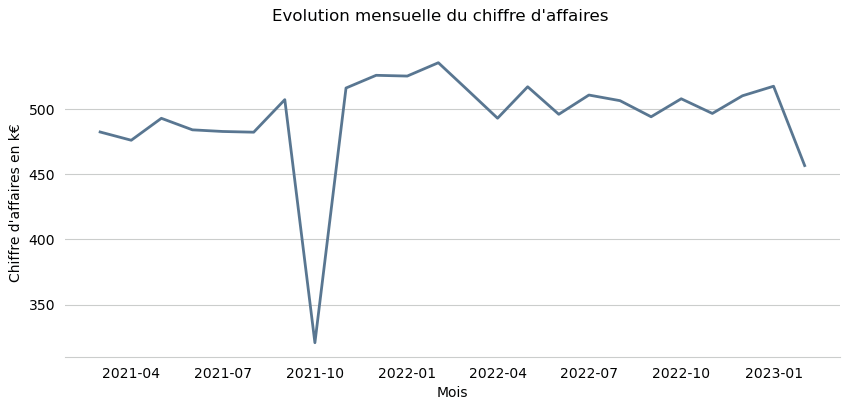 Evolution mensuelle du chiffre d'affaires
Chiffre d'affaires en k€
500
450
400
350
2021-04 2021-07 2021-10 2022-01 2022-04 2022-07 2022-10 2023-01
Mois